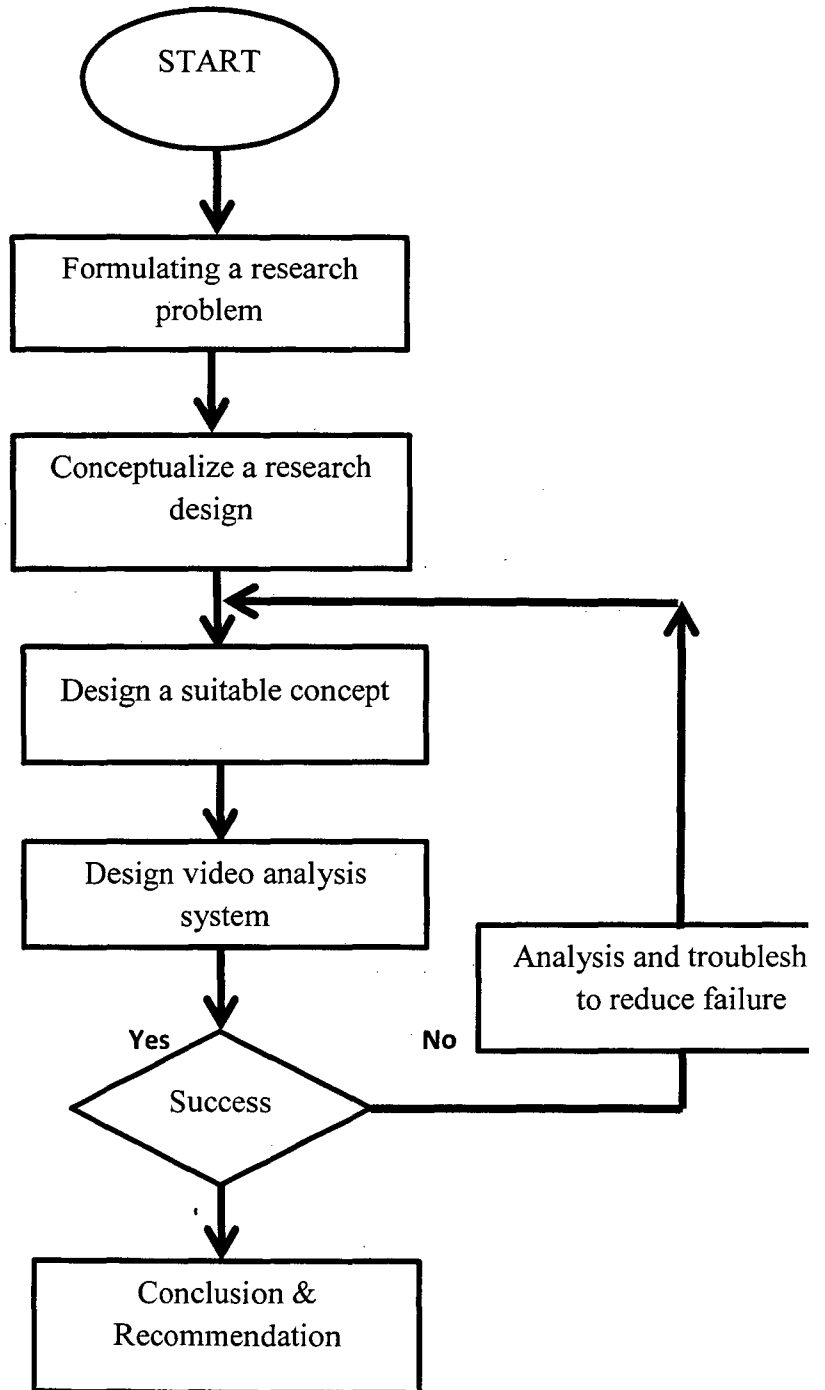 START
Formulating a research
problem
Conceptualize a research
design
Design a suitable concept
Design video analysis
system
Analysis and troublesh
to reduce failure
Yes
No
Success
Conclusion &
Recommendation